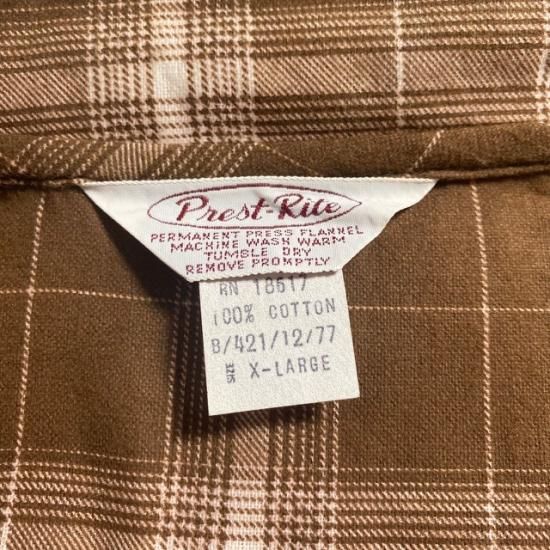 Prest-Rite
PERMANENT PRESS FLANNEL
MACHINE WASH WARM
TUMBLE DRY
REMOVE PROMPTLY
RN 18617
100% COTTON
B/421/12/77
3215 X-LARGE